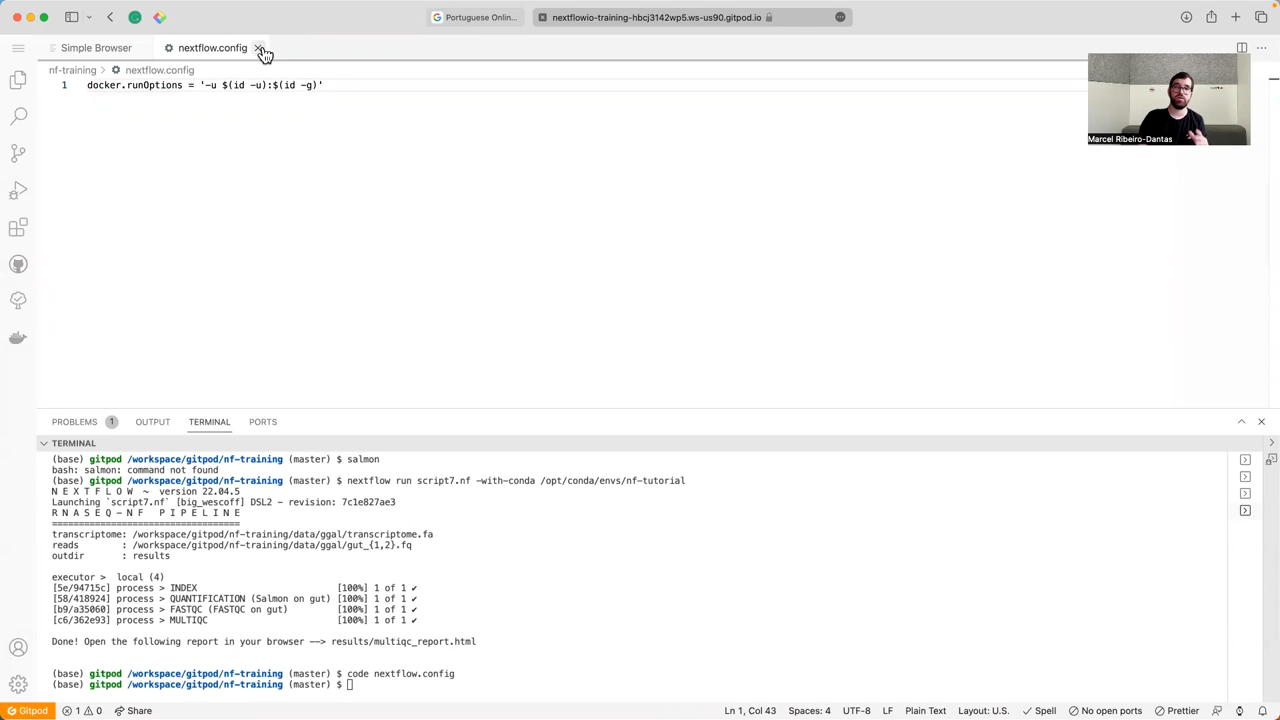 Portuguese Onlin...
nextflowio-training-hbcj3142wp5.ws-us90.gitpod.io
Simple Browser
nextflow.config
nf-training > nextflow.config
1 docker.runOptions = '-u $(id -u):$(id -g)'
Marcel Ribeiro-Dantas
PROBLEMS 1 OUTPUT TERMINAL PORTS
TERMINAL
(base) gitpod /workspace/gitpod/nf-training (master) $ salmon
bash: salmon: command not found
(base) gitpod /workspace/gitpod/nf-training (master) $ nextflow run script7.nf -with-conda /opt/conda/envs/nf-tutorial
N E X T F L O W ~ version 22.04.5
Launching `script7.nf` [big_wescoff] DSL2 - revision: 7c1e827ae3
R N A S E Q - N F P I P E L I N E
===================================
transcriptome: /workspace/gitpod/nf-training/data/ggal/transcriptome.fa
reads : /workspace/gitpod/nf-training/data/ggal/gut_{1,2}.fq
outdir : results
executor > local (4)
[5e/94715c] process > INDEX [100%] 1 of 1 ✔
[58/418924] process > QUANTIFICATION (Salmon on gut) [100%] 1 of 1 ✔
[b9/a35060] process > FASTQC (FASTQC on gut) [100%] 1 of 1 ✔
[c6/362e93] process > MULTIQC [100%] 1 of 1 ✔
Done! Open the following report in your browser --> results/multiqc_report.html
(base) gitpod /workspace/gitpod/nf-training (master) $ code nextflow.config
(base) gitpod /workspace/gitpod/nf-training (master) $
Gitpod 1 0 Share Ln 1, Col 43 Spaces: 4 UTF-8 LF Plain Text Layout: U.S. Spell No open ports Prettier